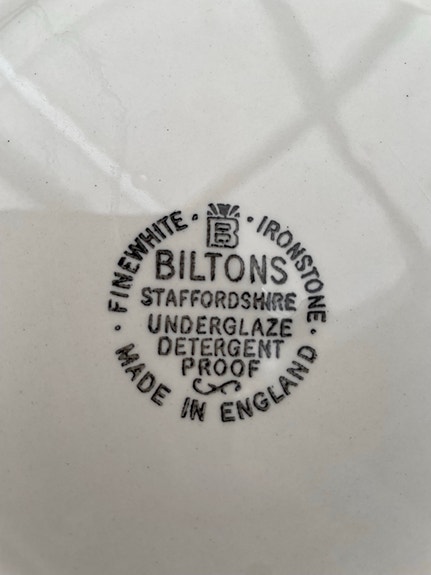 · FINEWHITE · · IRONSTONE ·
B
BILTONS
STAFFORDSHIRE
UNDERGLAZE
DETERGENT
PROOF
MADE IN ENGLAND